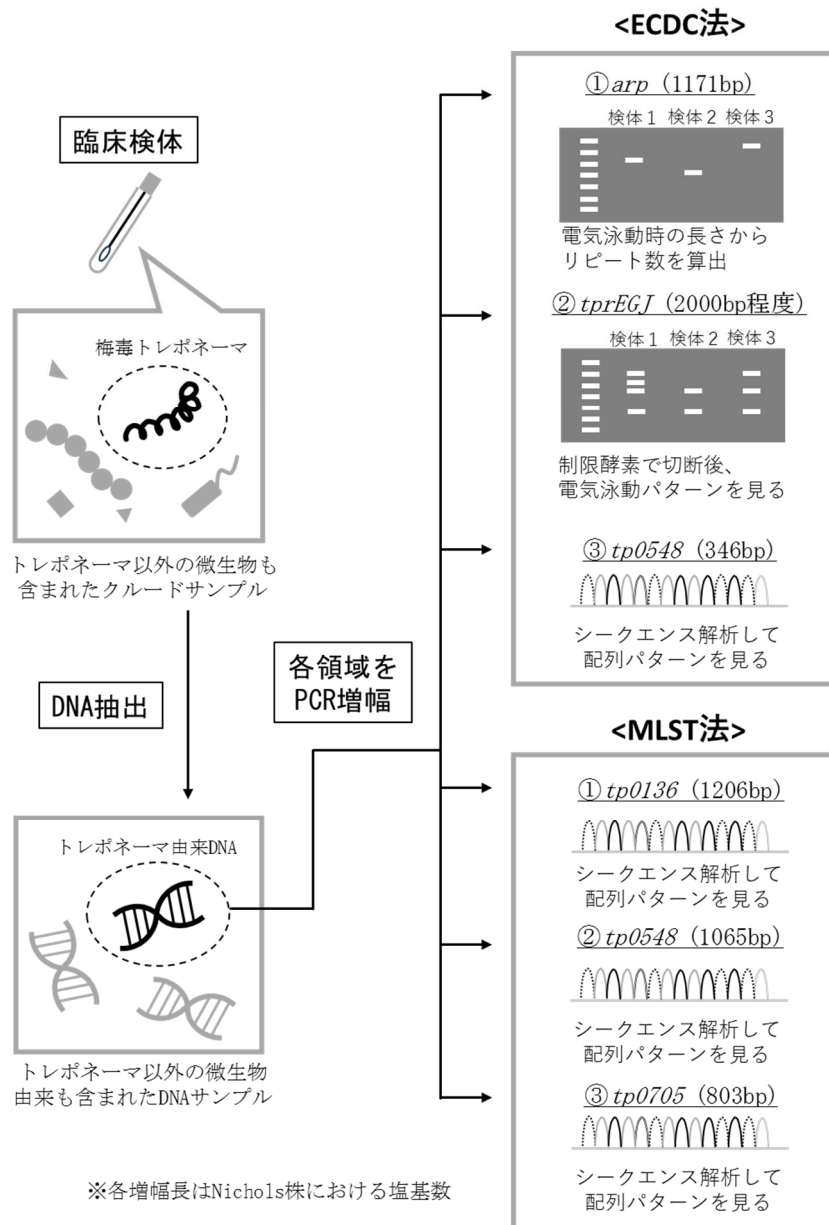 臨床検体
梅毒トレポネーマ
トレポネーマ以外の微生物も
含まれたクルードサンプル
DNA抽出
トレポネーマ由来DNA
トレポネーマ以外の微生物
由来も含まれたDNAサンプル
各領域を
PCR増幅
<ECDC法>
①arp（1171bp）
検体1 検体2 検体3
電気泳動時の長さから
リピート数を算出
②tprEGJ（2000bp程度）
検体1 検体2 検体3
制限酵素で切断後、
電気泳動パターンを見る
③tp0548（346bp）
シークエンス解析して
配列パターンを見る
<MLST法>
①tp0136（1206bp）
シークエンス解析して
配列パターンを見る
②tp0548（1065bp）
シークエンス解析して
配列パターンを見る
③tp0705（803bp）
シークエンス解析して
配列パターンを見る
※各増幅長はNichols株における塩基数